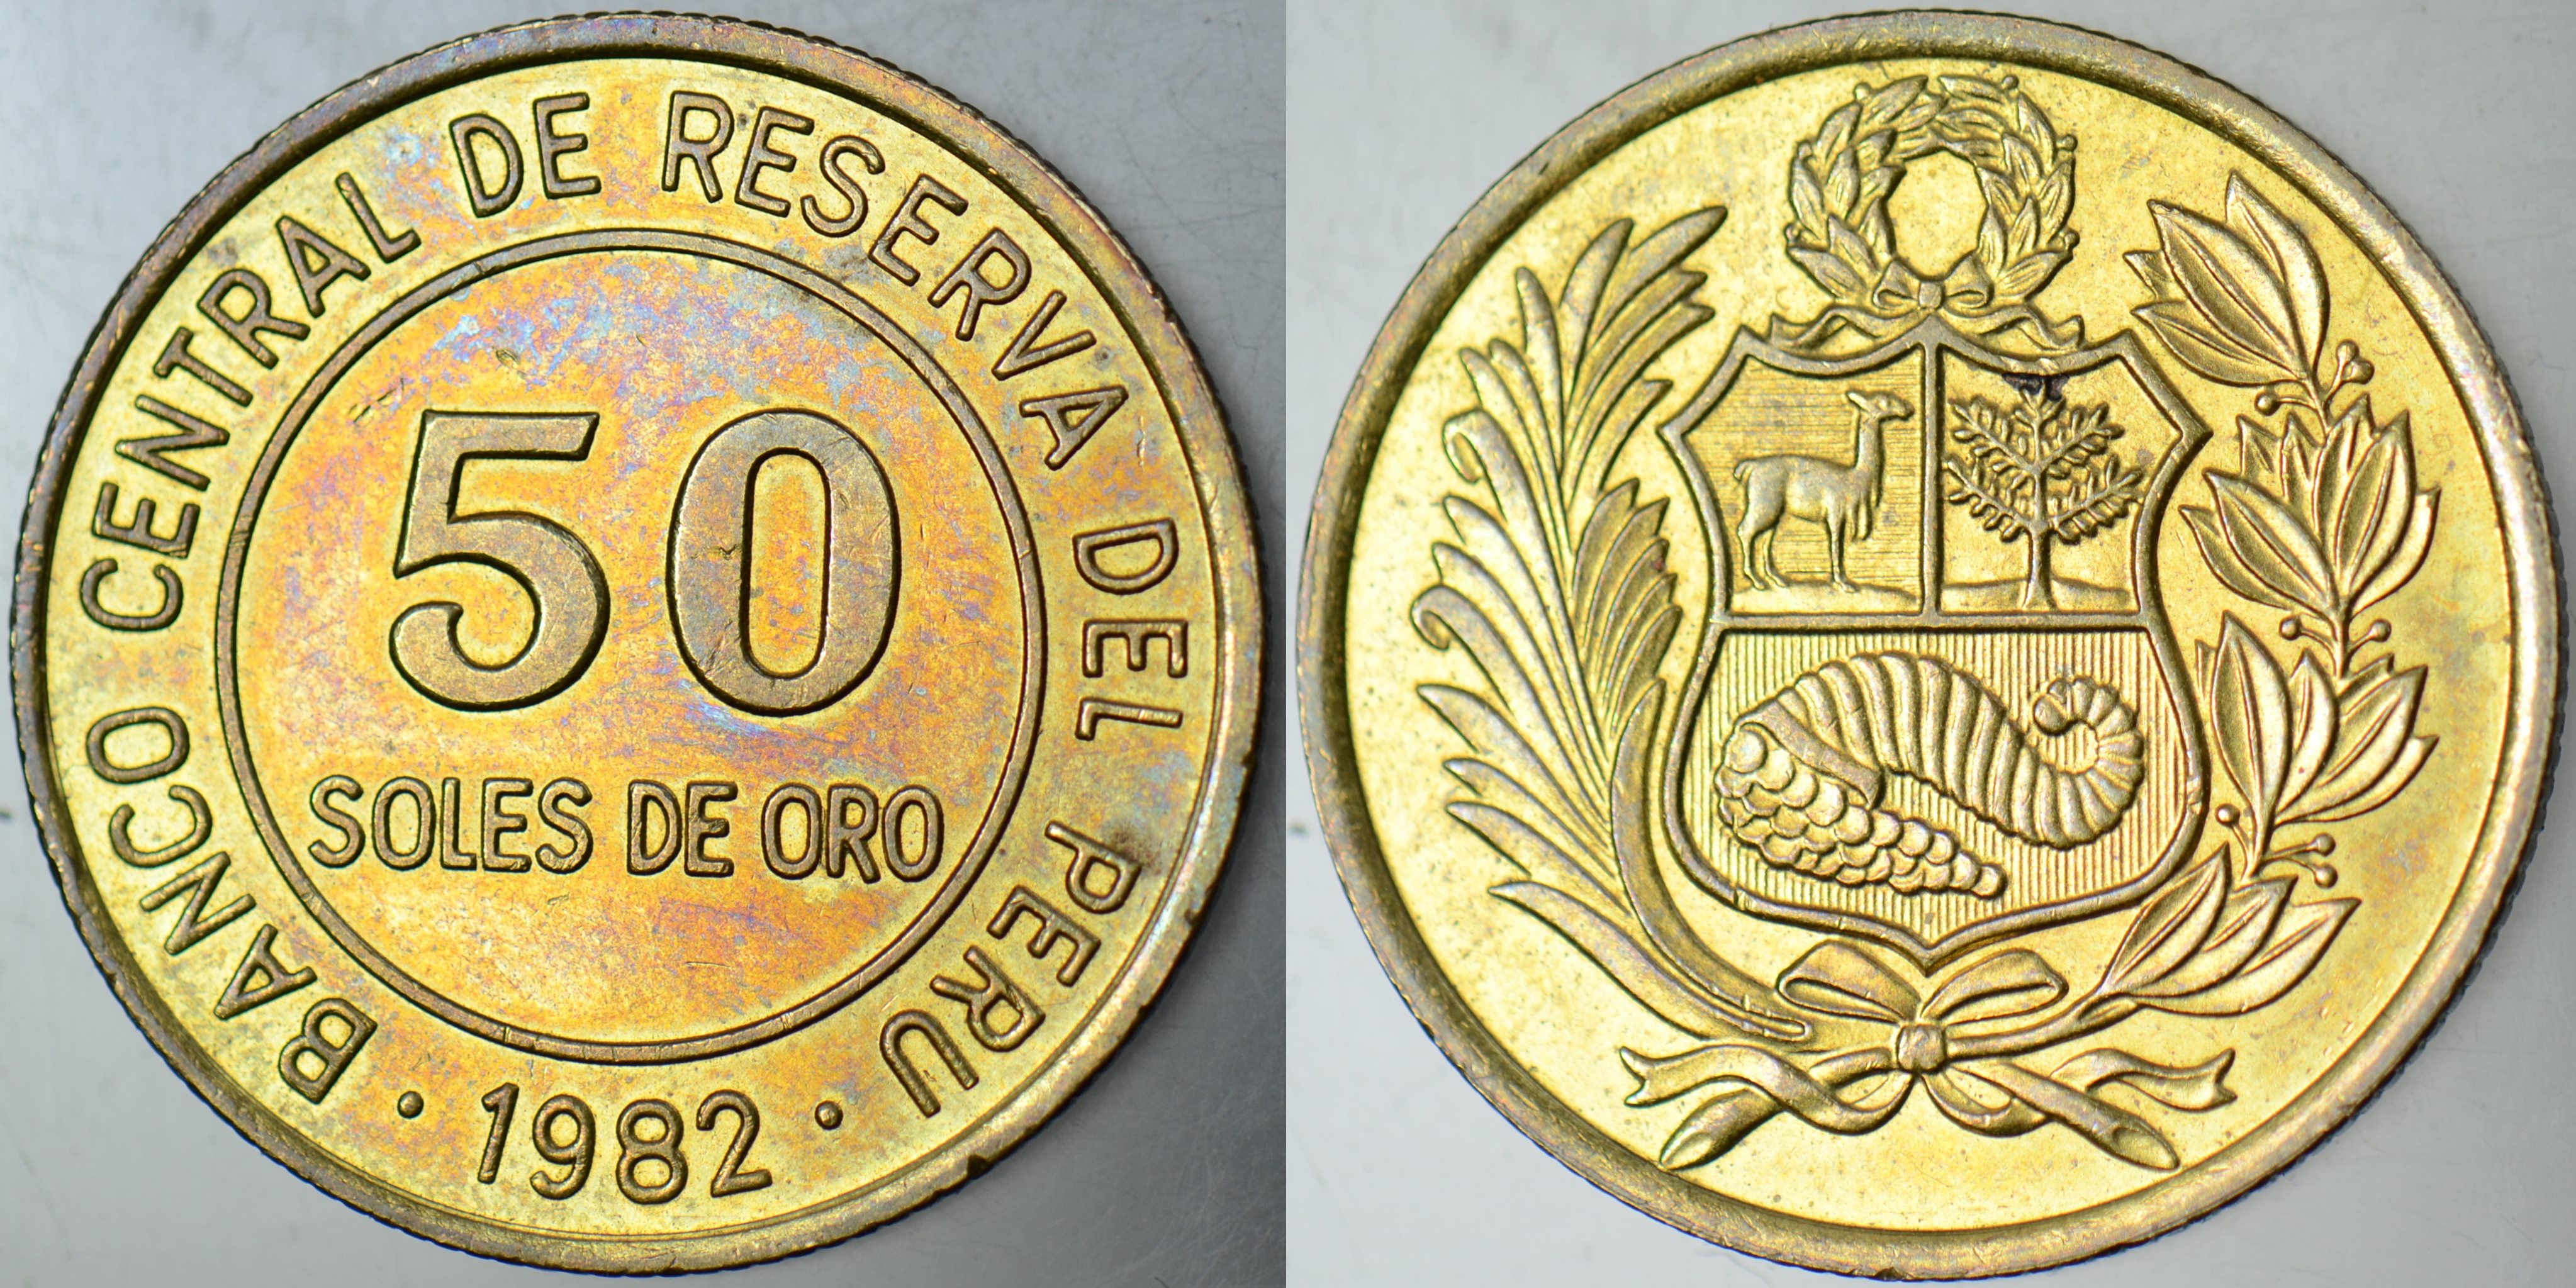 BANCO CENTRAL DE RESERVA DEL PERU
50
SOLES DE ORO
· 1982 ·